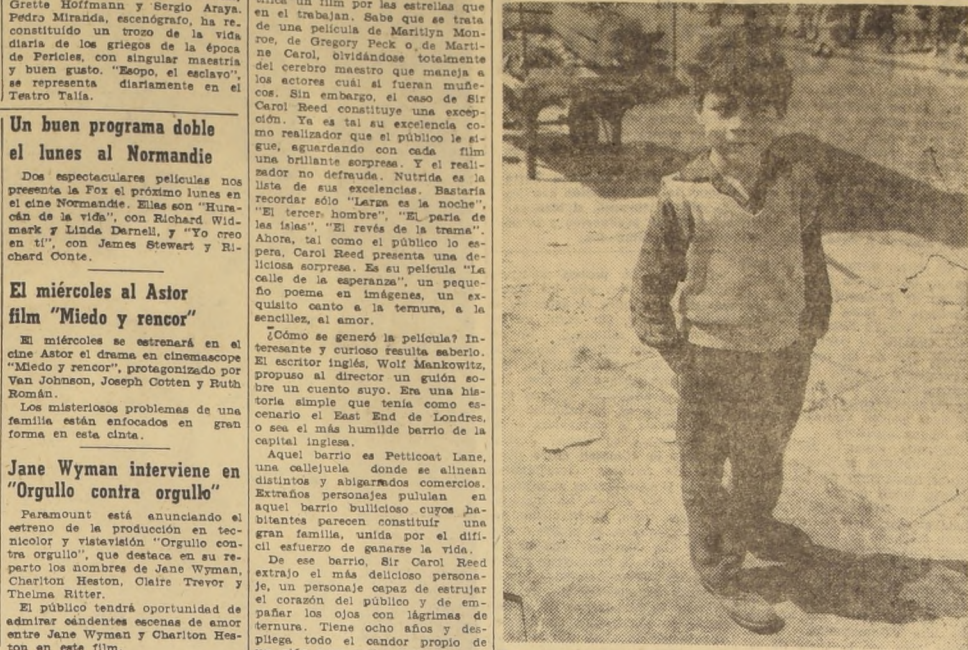 Grette Hoffmann y Sergio Araya.
Pedro Miranda, escenógrafo, ha re-
constituído un trozo de la vida
diaria de los griegos de la época
de Pericles, con singular maestría
y buen gusto. "Esopo, el esclavo",
se representa diariamente en el
Teatro Talía.
Un buen programa doble
el lunes al Normandie
Dos espectaculares películas nos
presenta la Fox el próximo lunes en
el cine Normandie. Ellas son "Hura-
cán de la vida", con Richard Wid-
mark y Linda Darnell, y "Yo creo
en ti", con James Stewart y Ri-
chard Conte.
El miércoles al Astor
film "Miedo y rencor"
El miércoles se estrenará en el
cine Astor el drama en cinemascope
"Miedo y rencor", protagonizado por
Van Johnson, Joseph Cotten y Ruth
Román.
Los misteriosos problemas de una
familia están enfocados en gran
forma en esta cinta.
Jane Wyman interviene en
"Orgullo contra orgullo"
Paramount está anunciando el
estreno de la producción en tec-
nicolor y vistavisión "Orgullo con-
tra orgullo", que destaca en su re-
parto los nombres de Jane Wyman,
Charlton Heston, Claire Trevor y
Thelma Ritter.
El público tendrá oportunidad de
admirar candentes escenas de amor
entre Jane Wyman y Charlton Hes-
ton en este film.
un film por las estrellas que
en el trabajan. Sabe que se trata
de una película de Maritlyn Mon-
roe, de Gregory Peck o de Marti-
ne Carol, olvidándose totalmente
del cerebro maestro que maneja a
los actores cuál si fueran muñe-
cos. Sin embargo, el caso de Sir
Carol Reed constituye una excep-
ción. Ya es tal su excelencia co-
mo realizador que el público le si-
gue, aguardando con cada film
una brillante sorpresa. Y el reali-
zador no defrauda. Nutrida es la
lista de sus excelencias. Bastaría
recordar sólo "Larga es la noche",
"El tercer hombre", "El paria de
las islas", "El revés de la trama".
Ahora, tal como el público lo es-
pera, Carol Reed presenta una de-
liciosa sorpresa. Es su película "La
calle de la esperanza", un peque-
ño poema en imágenes, un ex-
quisito canto a la ternura, a la
sencillez, al amor.
¿Cómo se generó la película? In-
teresante y curioso resulta saberlo.
El escritor inglés, Wolf Mankowitz,
propuso al director un guión so-
bre un cuento suyo. Era una his-
toria simple que tenía como es-
cenario el East End de Londres,
o sea el más humilde barrio de la
capital inglesa.
Aquel barrio es Petticoat Lane,
una callejuela donde se alinean
distintos y abigarrados comercios.
Extraños personajes pululan en
aquel barrio bullicioso cuyos ha-
bitantes parecen constituír una
gran familia, unida por el difí-
cil esfuerzo de ganarse la vida.
De ese barrio, Sir Carol Reed
extrajo el más delicioso persona-
je, un personaje capaz de estrujar
el corazón del público y de em-
pañar los ojos con lágrimas de
ternura. Tiene ocho años y des-
pliega todo el candor propio de